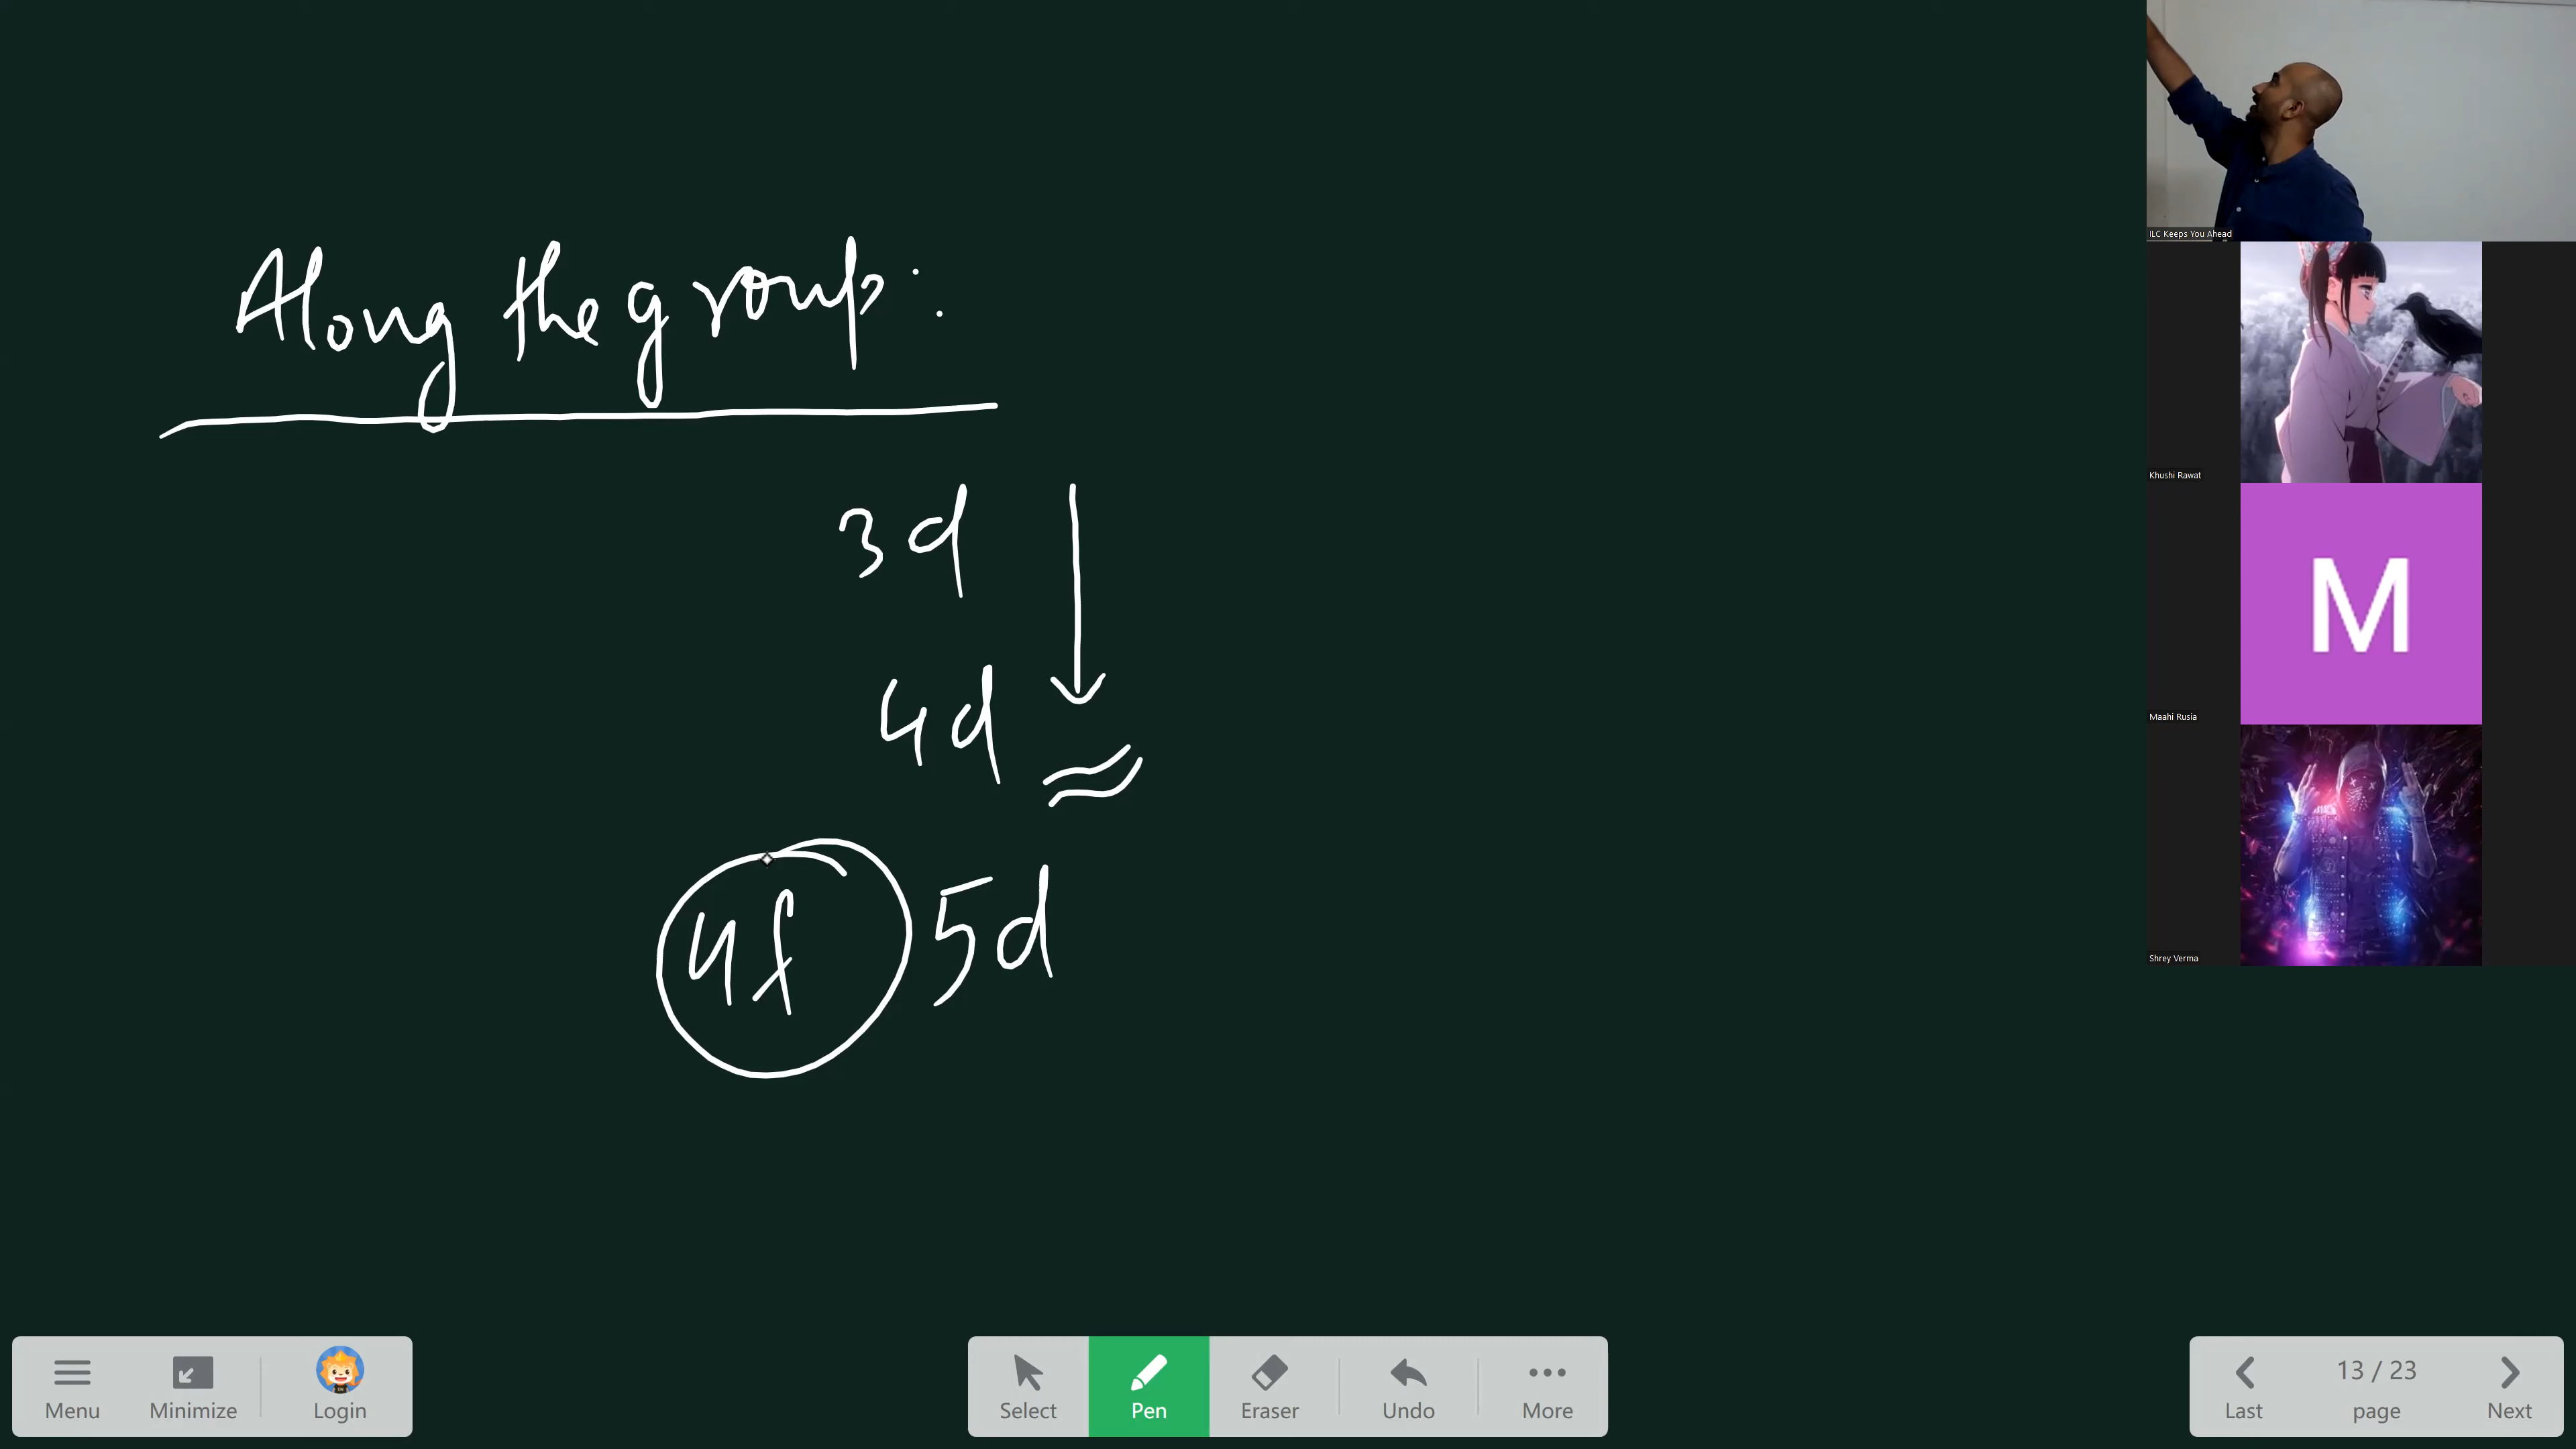 Along the group:
3d
4d
4f 5d
ILC Keeps You Ahead
Khushi Rawat
M
Maahi Rusia
Shrey Verma
Menu Minimize Login
Select Pen Eraser Undo More
13 / 23
Last page Next